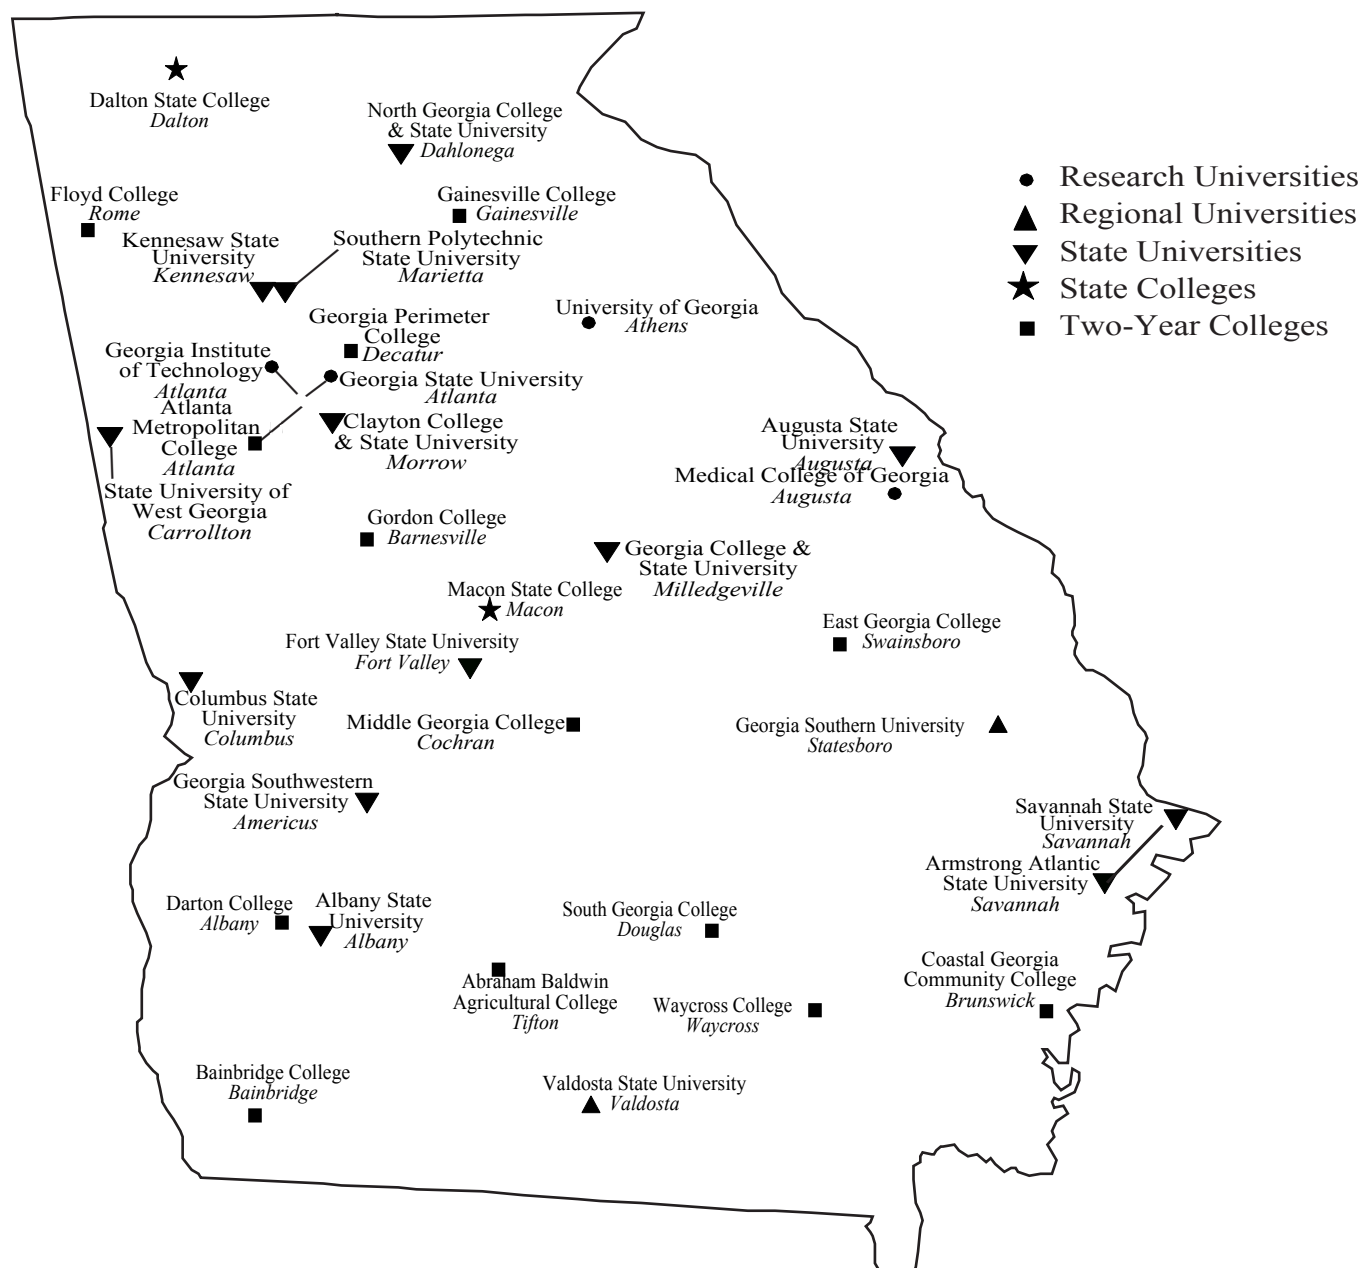 Dalton State College
Dalton
North Georgia College
& State University
Dahlonega
Research Universities
Regional Universities
State Universities
State Colleges
Two-Year Colleges
Floyd College
Rome
Gainesville College
Gainesville
Kennesaw State
University
Kennesaw
Southern Polytechnic
State University
Marietta
University of Georgia
Athens
Georgia Perimeter
College
Decatur
Georgia Institute
of Technology
Atlanta
Georgia State University
Atlanta
Atlanta
Metropolitan
College
Atlanta
Clayton College
& State University
Morrow
Augusta State
University
Augusta
Medical College of Georgia
Augusta
State University of
West Georgia
Carrollton
Gordon College
Barnesville
Georgia College &
State University
Milledgeville
Macon State College
Macon
East Georgia College
Swainsboro
Fort Valley State University
Fort Valley
Columbus State
University
Columbus
Middle Georgia College
Cochran
Georgia Southern University
Statesboro
Georgia Southwestern
State University
Americus
Savannah State
University
Savannah
Armstrong Atlantic
State University
Savannah
Darton College
Albany
Albany State
University
Albany
South Georgia College
Douglas
Abraham Baldwin
Agricultural College
Tifton
Waycross College
Waycross
Coastal Georgia
Community College
Brunswick
Bainbridge College
Bainbridge
Valdosta State University
Valdosta